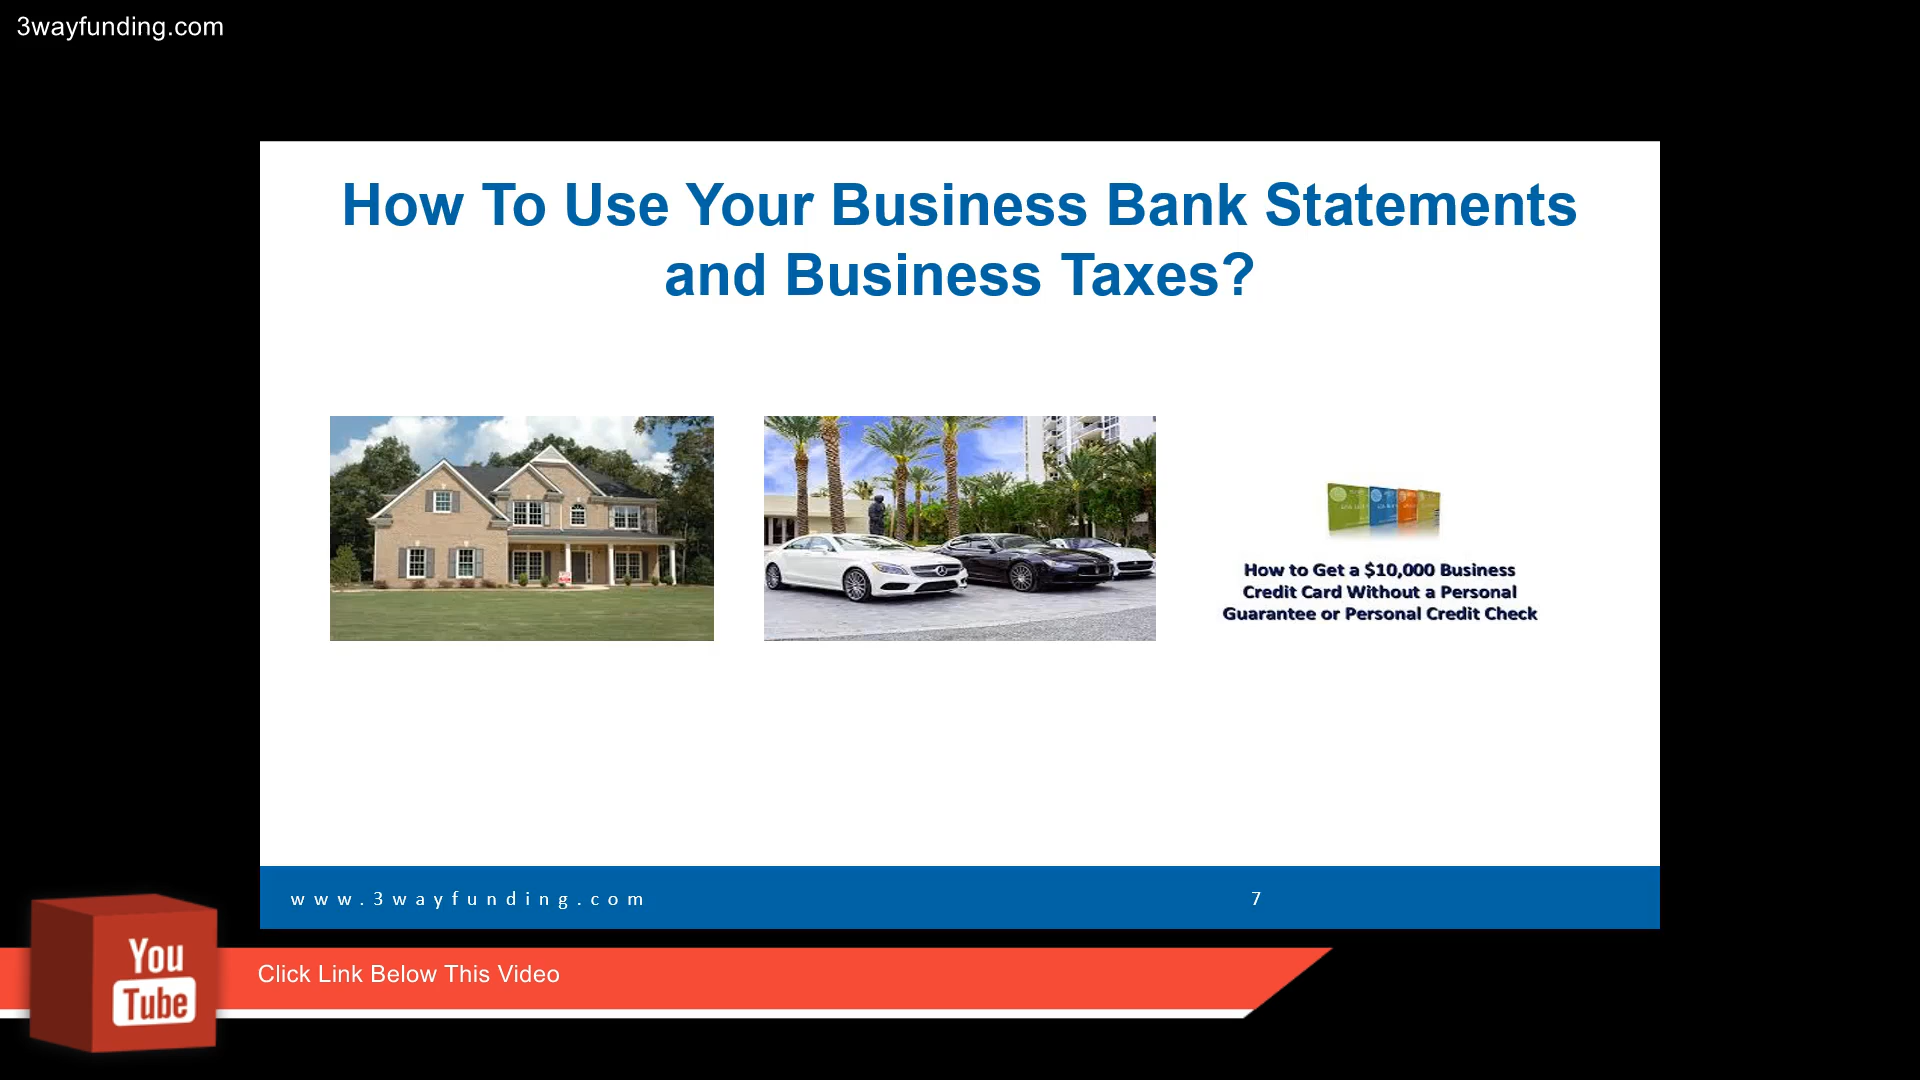 3wayfunding.com
How To Use Your Business Bank Statements
and Business Taxes?
How to Get a $10,000 Business
Credit Card Without a Personal
Guarantee or Personal Credit Check
www.3wayfunding.com
7
You
Tube
Click Link Below This Video